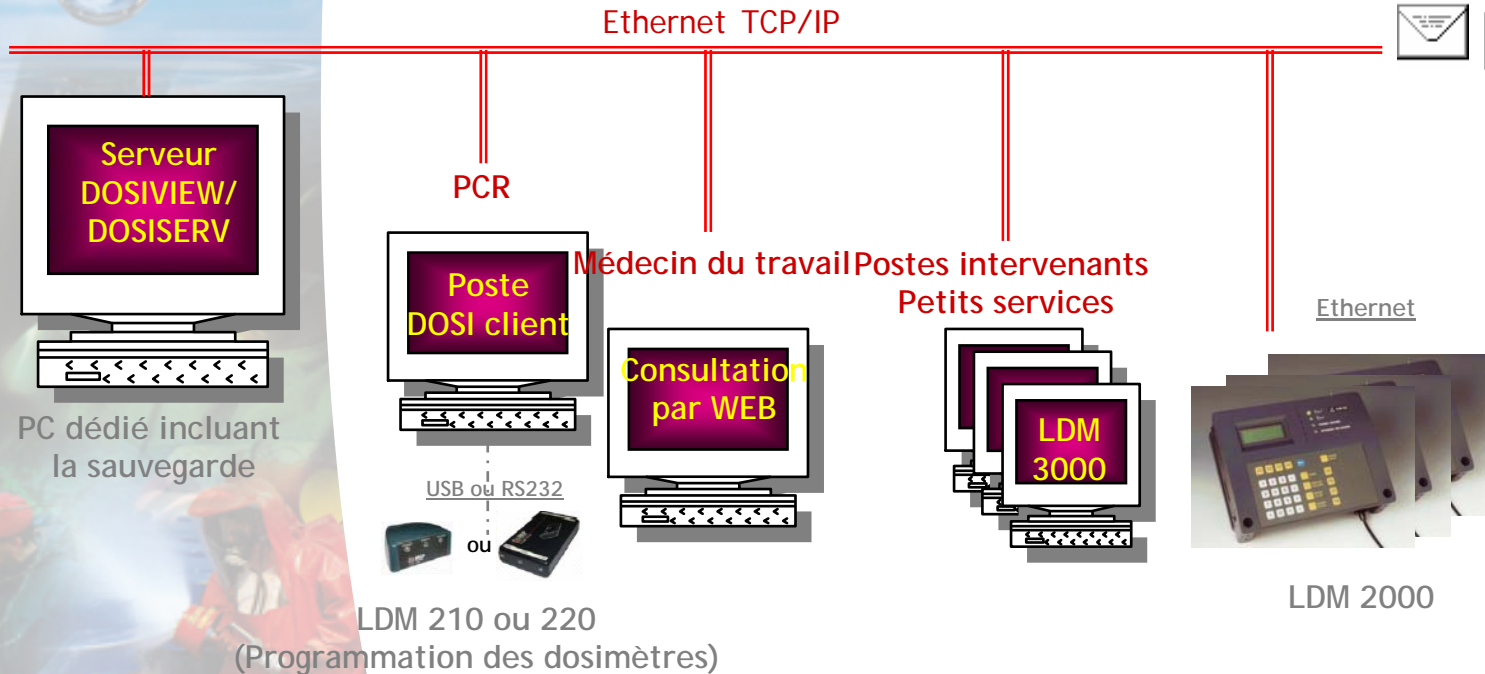 Ethernet TCP/IP
Serveur
DOSIVIEW/
DOSISERV
PC dédié incluant
la sauvegarde
PCR
Poste
DOSI client
USB ou RS232
ou
LDM 210 ou 220
(Programmation des dosimètres)
Médecin du travail
Consultation
par WEB
Postes intervenants
Petits services
LDM
3000
Ethernet
LDM 2000